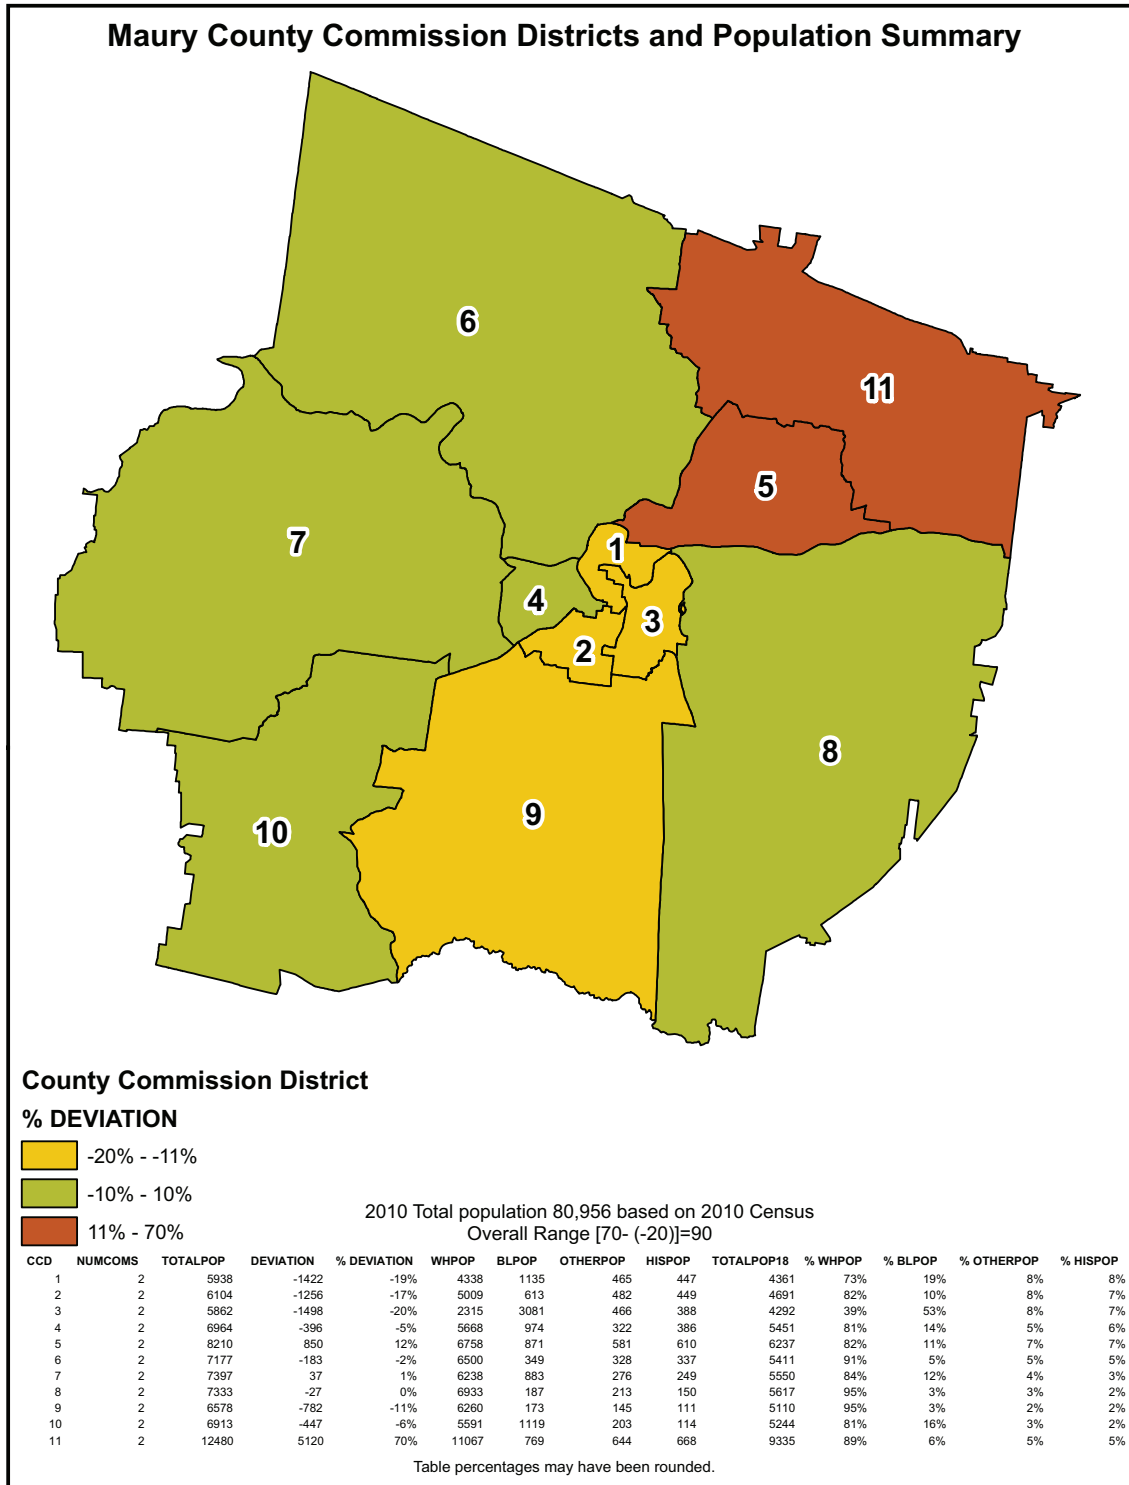 Maury County Commission Districts and Population Summary
6
11
5
7
1
4
3
6
2
8
9
10
County Commission District
% DEVIATION
-20% - -11%
-10% - 10%
11% - 70%
2010 Total population 80,956 based on 2010 Census
Overall Range [70- (-20)]=90
CCD NUMCOMS TOTALPOP DEVIATION % DEVIATION WHPOP BLPOP OTHERPOP HISPOP TOTALPOP18 % WHPOP % BLPOP % OTHERPOP % HISPOP
1 2 5938 -1422 -19% 4338 1135 465 447 4361 73% 19% 8% 8%
2 2 6104 -1256 -17% 5009 613 482 449 4691 82% 10% 8% 7%
3 2 5862 -1498 -20% 2315 3081 466 388 4292 39% 53% 8% 7%
4 2 6964 -396 -5% 5668 974 322 386 5451 81% 14% 5% 6%
5 2 8210 850 12% 6758 871 581 610 6237 82% 11% 7% 7%
6 2 7177 -183 -2% 6500 349 328 337 5411 91% 5% 5% 5%
7 2 7397 37 1% 6238 883 276 249 5550 84% 12% 4% 3%
8 2 7333 -27 0% 6933 187 213 150 5617 95% 3% 3% 2%
9 2 6578 -782 -11% 6260 173 145 111 5110 95% 3% 2% 2%
10 2 6913 -447 -6% 5591 1119 203 114 5244 81% 16% 3% 2%
11 2 12480 5120 70% 11067 769 644 668 9335 89% 6% 5% 5%
Table percentages may have been rounded.